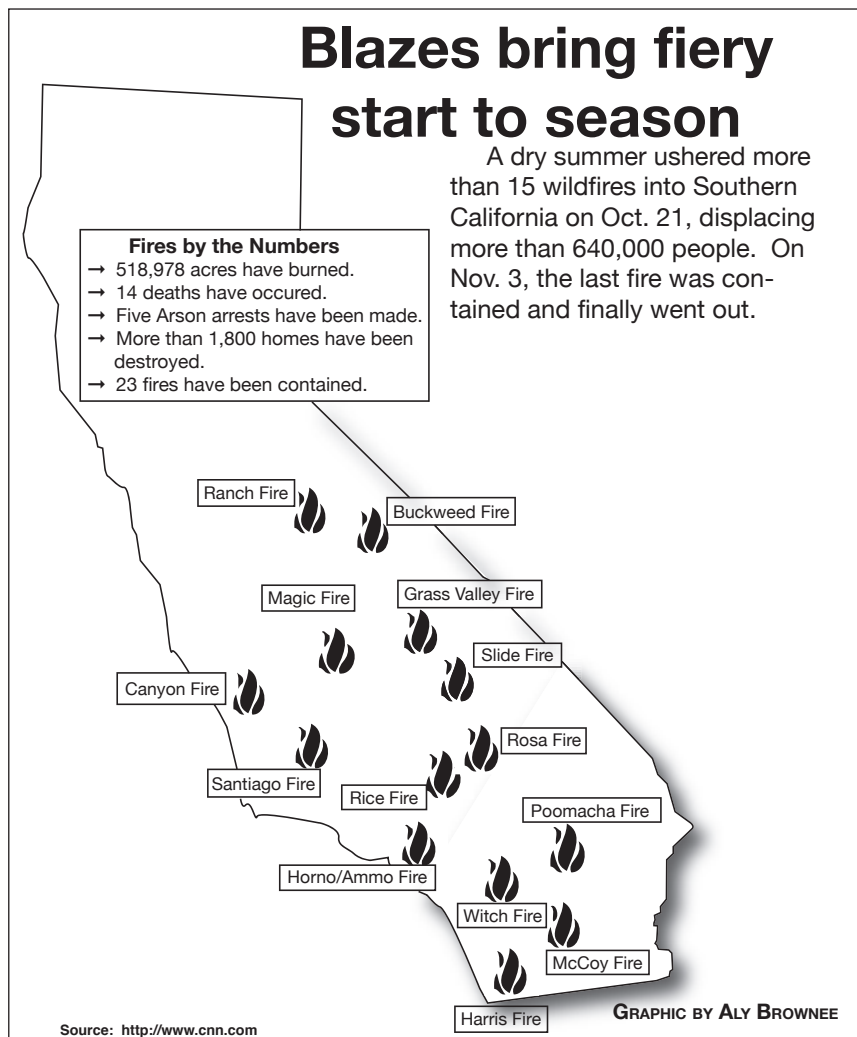 Blazes bring fiery
start to season
A dry summer ushered more
than 15 wildfires into Southern
California on Oct. 21, displacing
more than 640,000 people.  On
Nov. 3, the last fire was con-
tained and finally went out.
Fires by the Numbers
→ 518,978 acres have burned.
→ 14 deaths have occured.
→ Five Arson arrests have been made.
→ More than 1,800 homes have been
destroyed.
→ 23 fires have been contained.
Ranch Fire
Buckweed Fire
Magic Fire
Grass Valley Fire
Slide Fire
Canyon Fire
Rosa Fire
Santiago Fire
Rice Fire
Poomacha Fire
Horno/Ammo Fire
Witch Fire
McCoy Fire
Harris Fire
GRAPHIC BY ALY BROWNEE
Source:  http://www.cnn.com